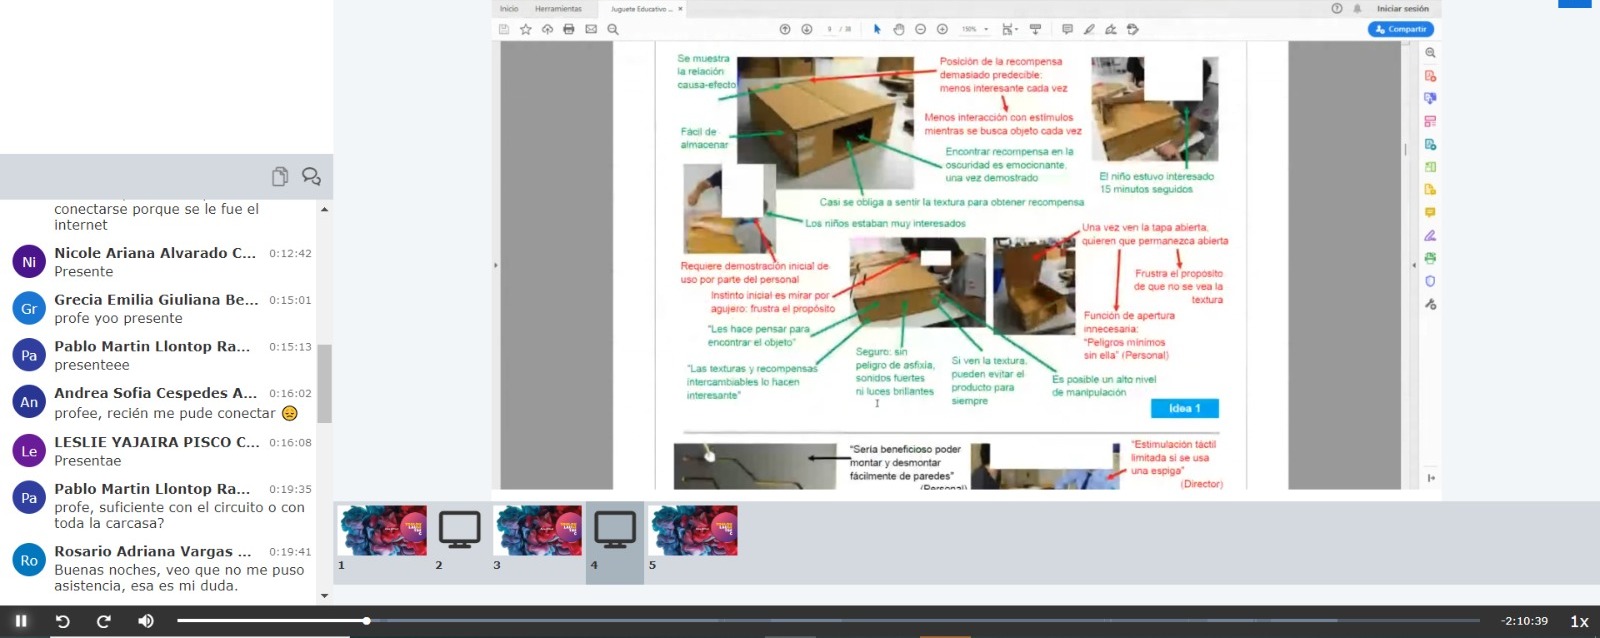 Inicio Herramientas Juguete Educativo ... ×
Iniciar sesión
9 / 38
150%
Compartir
conectarse porque se le fue el
internet
Ni
Nicole Ariana Alvarado C... 0:12:42
Presente
Gr
Grecia Emilia Giuliana Be... 0:15:01
profe yoo presente
Pa
Pablo Martin Llontop Ra... 0:15:13
presenteee
An
Andrea Sofia Cespedes A... 0:16:02
profee, recién me pude conectar 😑
Le
LESLIE YAJAIRA PISCO C... 0:16:08
Presentae
Pa
Pablo Martin Llontop Ra... 0:19:35
profe, suficiente con el circuito o con
toda la carcasa?
Ro
Rosario Adriana Vargas ... 0:19:41
Buenas noches, veo que no me puso
asistencia, esa es mi duda.
Se muestra
la relación
causa-efecto
Posición de la recompensa
demasiado predecible:
menos interesante cada vez
Menos interacción con estímulos
mientras se busca objeto cada vez
Fácil de
almacenar
Encontrar recompensa en la
oscuridad es emocionante,
una vez demostrado
El niño estuvo interesado
15 minutos seguidos
Casi se obliga a sentir la textura para obtener recompensa
Los niños estaban muy interesados
Una vez ven la tapa abierta,
quieren que permanezca abierta
Requiere demostración inicial de
uso por parte del personal
Frustra el propósito
de que no se vea la
textura
Instinto inicial es mirar por
agujero: frustra el propósito
Función de apertura
innecesaria:
"Peligros mínimos
sin ella" (Personal)
"Les hace pensar para
encontrar el objeto"
Seguro: sin
peligro de asfixia,
sonidos fuertes
ni luces brillantes
Si ven la textura,
pueden evitar el
producto para
siempre
"Las texturas y recompensas
intercambiables lo hacen
interesante"
Es posible un alto nivel
de manipulación
Idea 1
"Sería beneficioso poder
montar y desmontar
fácilmente de paredes"
(Personal)
"Estimulación táctil
limitada si se usa
una espiga"
(Director)
1 2 3 4 5
-2:10:39 1x